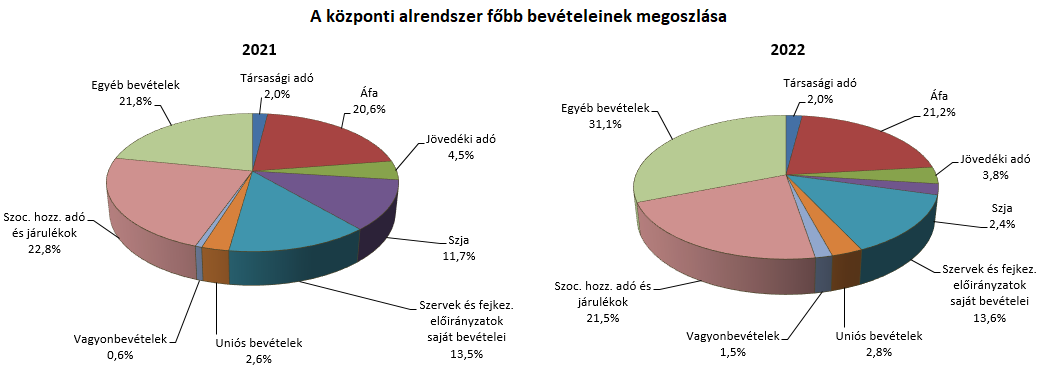 A központi alrendszer főbb bevételeinek megoszlása
2021
Társasági adó
2,0%
Áfa
20,6%
Jövedéki adó
4,5%
Szja
11,7%
Szervek és fejkez.
előirányzatok
saját bevételei
13,5%
Uniós bevételek
2,6%
Vagyonbevételek
0,6%
Szoc. hozz. adó
és járulékok
22,8%
Egyéb bevételek
21,8%
2022
Társasági adó
2,0%
Áfa
21,2%
Jövedéki adó
3,8%
Szja
2,4%
Szervek és fejkez.
előirányzatok
saját bevételei
13,6%
Uniós bevételek
2,8%
Vagyonbevételek
1,5%
Szoc. hozz. adó és
járulékok
21,5%
Egyéb bevételek
31,1%